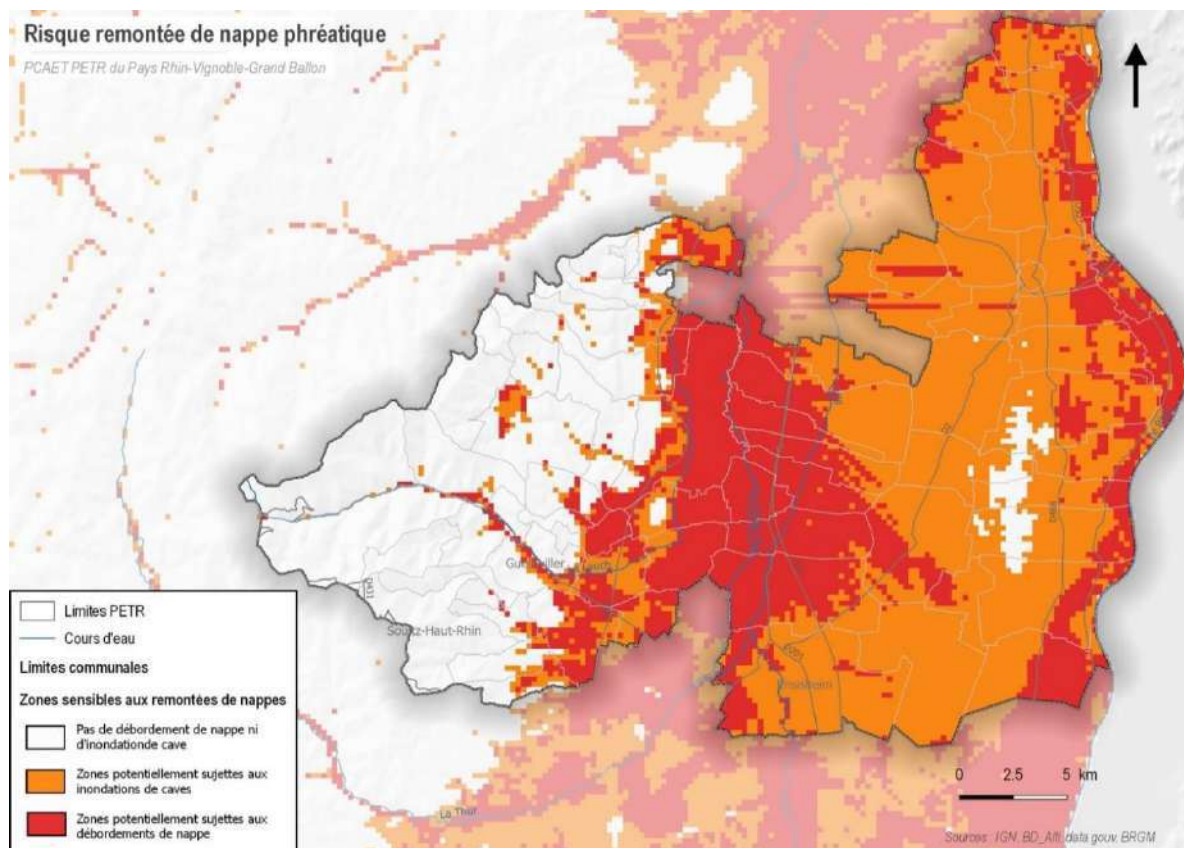 Risque remontée de nappe phréatique
PCAET PETR du Pays Rhin-Vignoble-Grand Ballon
Soultz-Haut-Rhin
D431
La Thur
Limites PETR
Cours d'eau
Limites communales
Zones sensibles aux remontées de nappes
Pas de débordement de nappe ni
d'inondationde cave
Zones potentiellement sujettes aux
inondations de caves
Zones potentiellement sujettes aux
débordements de nappe
0 2.5 5 km
Sources : IGN, BD_Alti, data gouv, BRGM